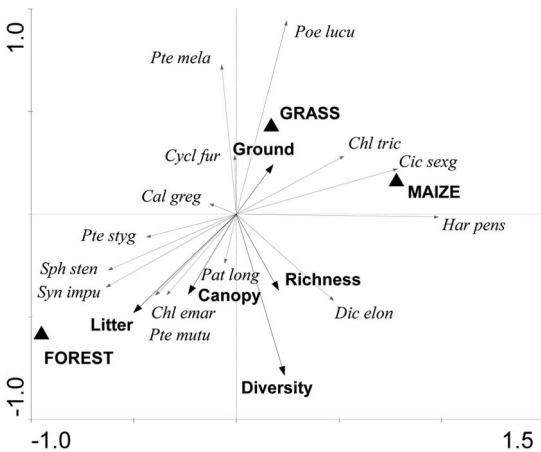 1.0
Poe lucu
Pte mela
GRASS
Ground
Chl tric
Cycl fur
Cic sexg
MAIZE
Cal greg
Har pens
Pte styg
Sph sten
Pat long
Richness
Syn impu
Canopy
Dic elon
Litter
Chl emar
Pte mutu
FOREST
Diversity
-1.0
-1.0
1.5